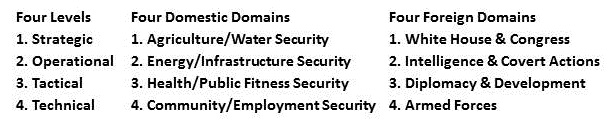 Four Levels Four Domestic Domains Four Foreign Domains
1. Strategic 1. Agriculture/Water Security 1. White House & Congress
2. Operational 2. Energy/Infrastructure Security 2. Intelligence & Covert Actions
3. Tactical 3. Health/Public Fitness Security 3. Diplomacy & Development
4. Technical 4. Community/Employment Security 4. Armed Forces